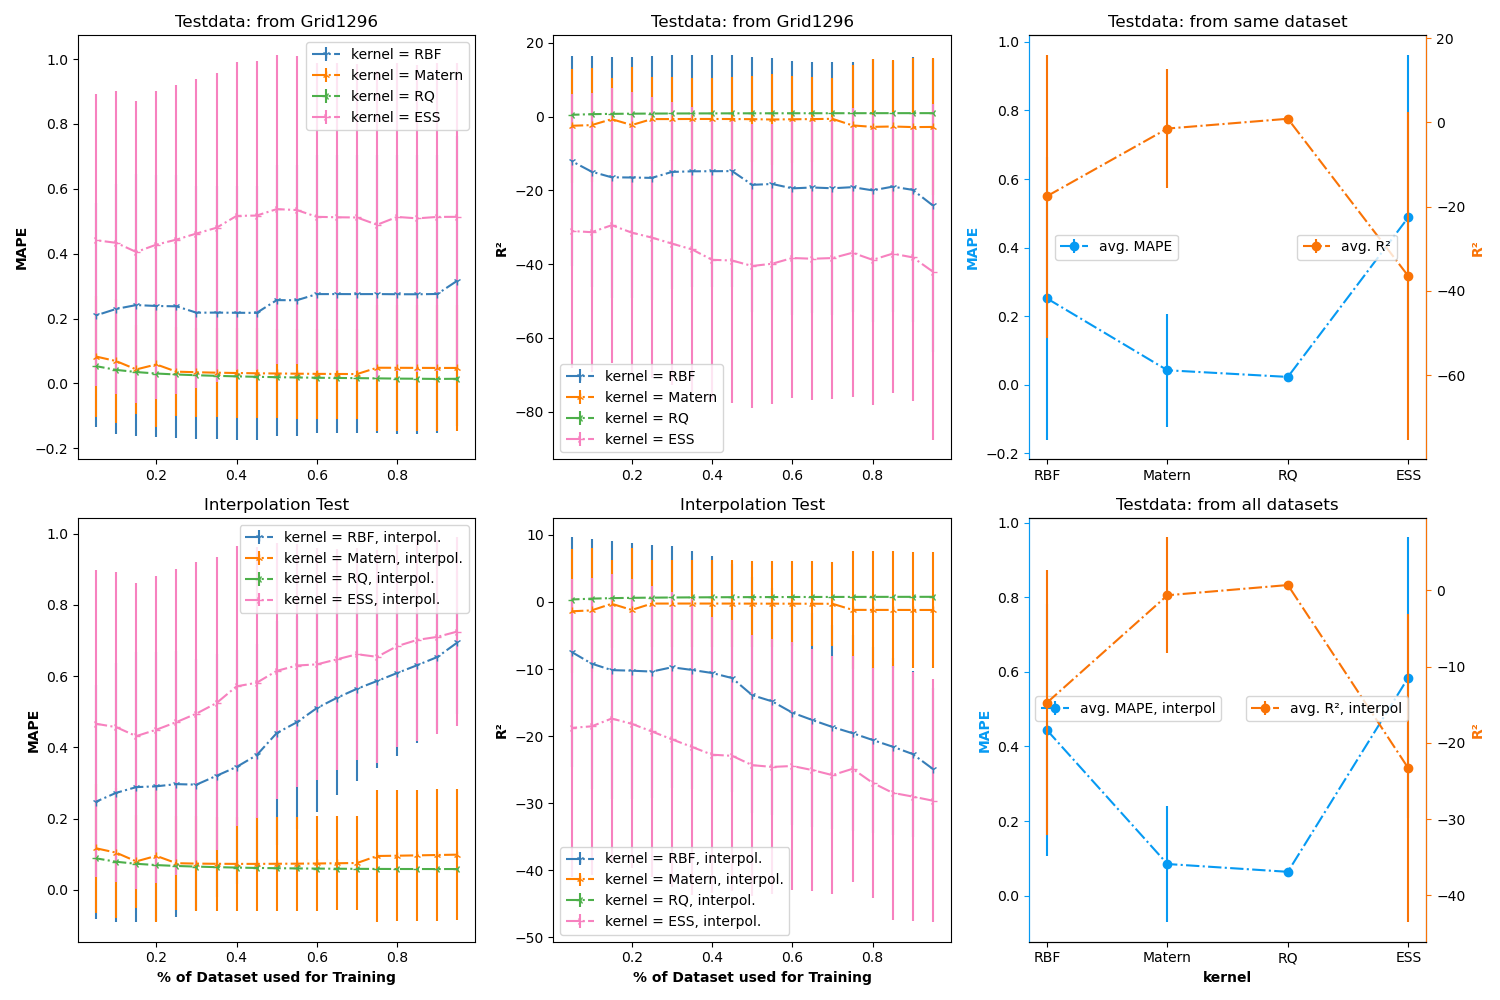 Testdata: from Grid1296
MAPE
1.0
0.8
0.6
0.4
0.2
0.0
−0.2
0.2 0.4 0.6 0.8
kernel = RBF
kernel = Matern
kernel = RQ
kernel = ESS
Testdata: from Grid1296
R²
20
0
−20
−40
−60
−80
0.2 0.4 0.6 0.8
kernel = RBF
kernel = Matern
kernel = RQ
kernel = ESS
Testdata: from same dataset
MAPE
1.0
0.8
0.6
0.4
0.2
0.0
−0.2
avg. MAPE
avg. R²
20
0
−20
−40
−60
R²
RBF Matern RQ ESS
Interpolation Test
MAPE
1.0
0.8
0.6
0.4
0.2
0.0
kernel = RBF, interpol.
kernel = Matern, interpol.
kernel = RQ, interpol.
kernel = ESS, interpol.
0.2 0.4 0.6 0.8
% of Dataset used for Training
Interpolation Test
R²
10
0
−10
−20
−30
−40
−50
kernel = RBF, interpol.
kernel = Matern, interpol.
kernel = RQ, interpol.
kernel = ESS, interpol.
0.2 0.4 0.6 0.8
% of Dataset used for Training
Testdata: from all datasets
MAPE
1.0
0.8
0.6
0.4
0.2
0.0
avg. MAPE, interpol
avg. R², interpol
0
−10
−20
−30
−40
R²
RBF Matern RQ ESS
kernel